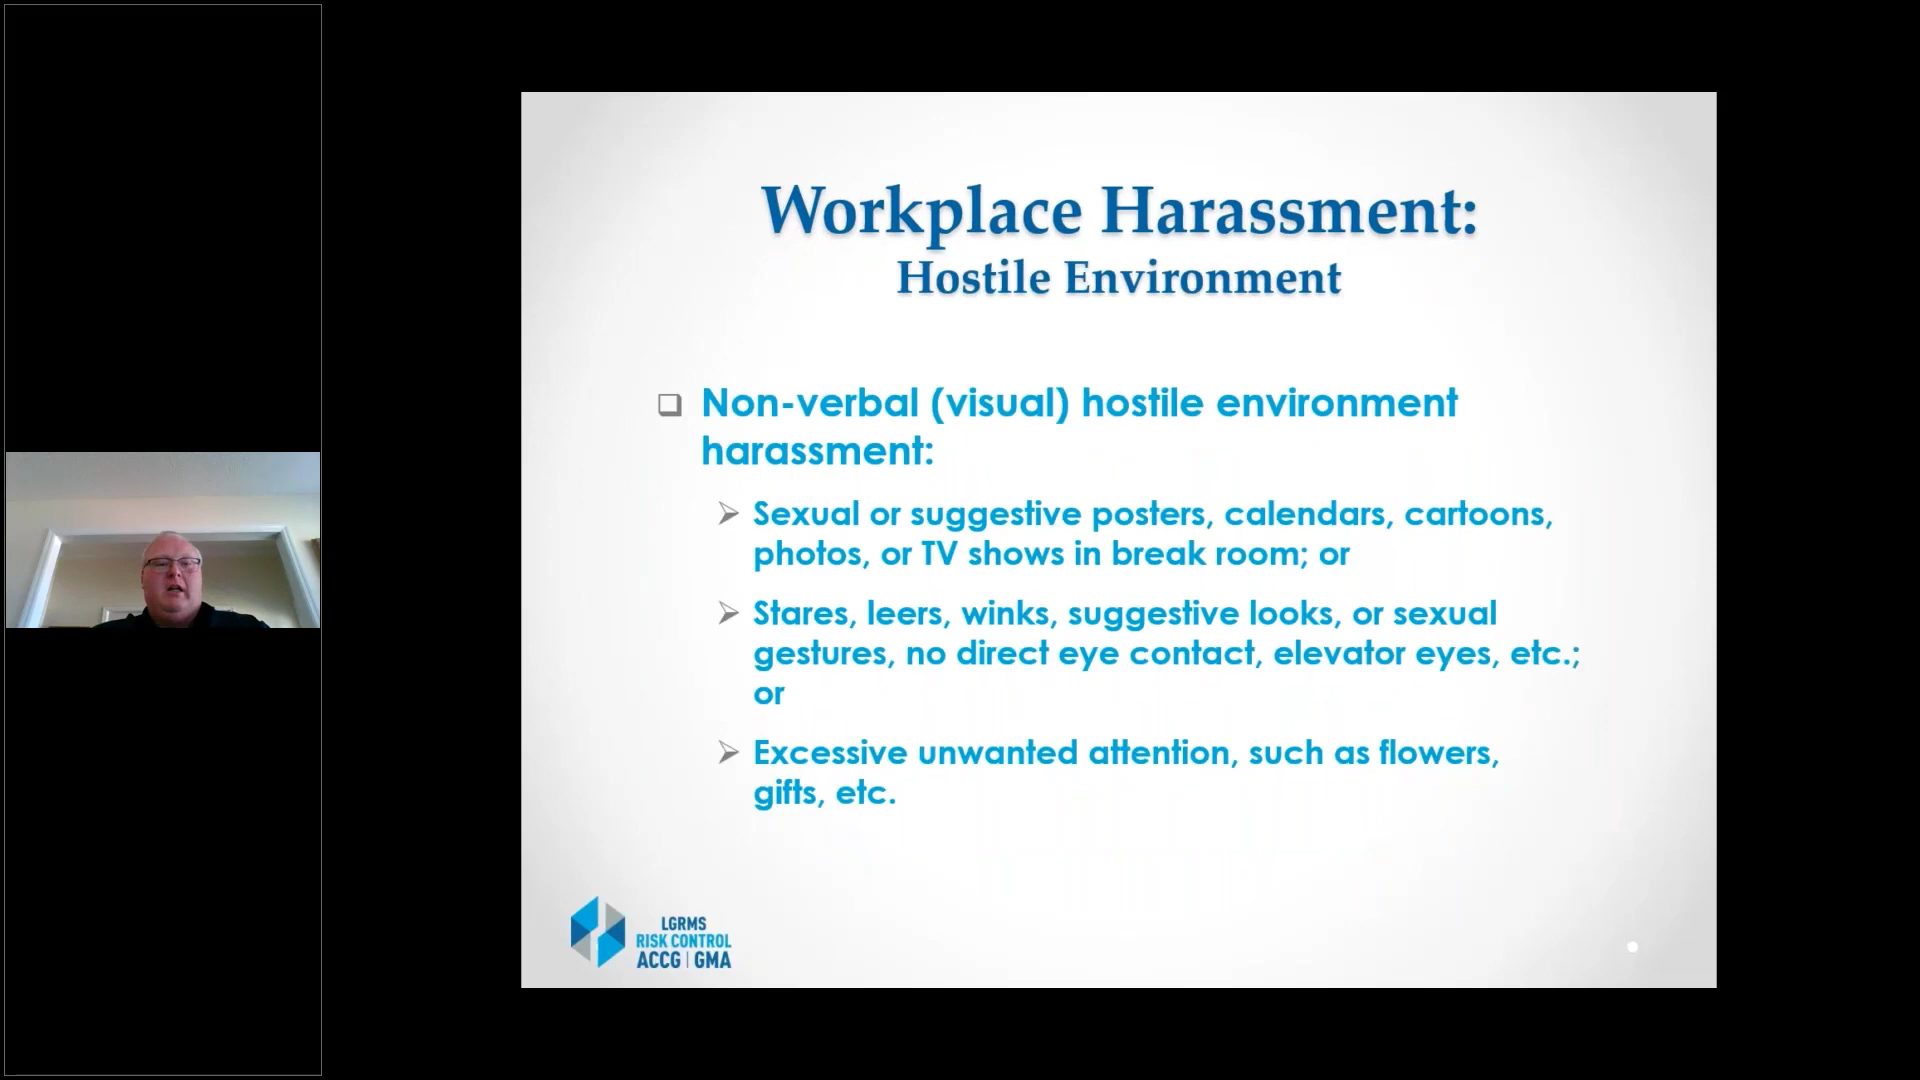 Workplace Harassment:
Hostile Environment
Non-verbal (visual) hostile environment
harassment:
Sexual or suggestive posters, calendars, cartoons,
photos, or TV shows in break room; or
Stares, leers, winks, suggestive looks, or sexual
gestures, no direct eye contact, elevator eyes, etc.;
or
Excessive unwanted attention, such as flowers,
gifts, etc.
LGRMS
RISK CONTROL
ACCG | GMA